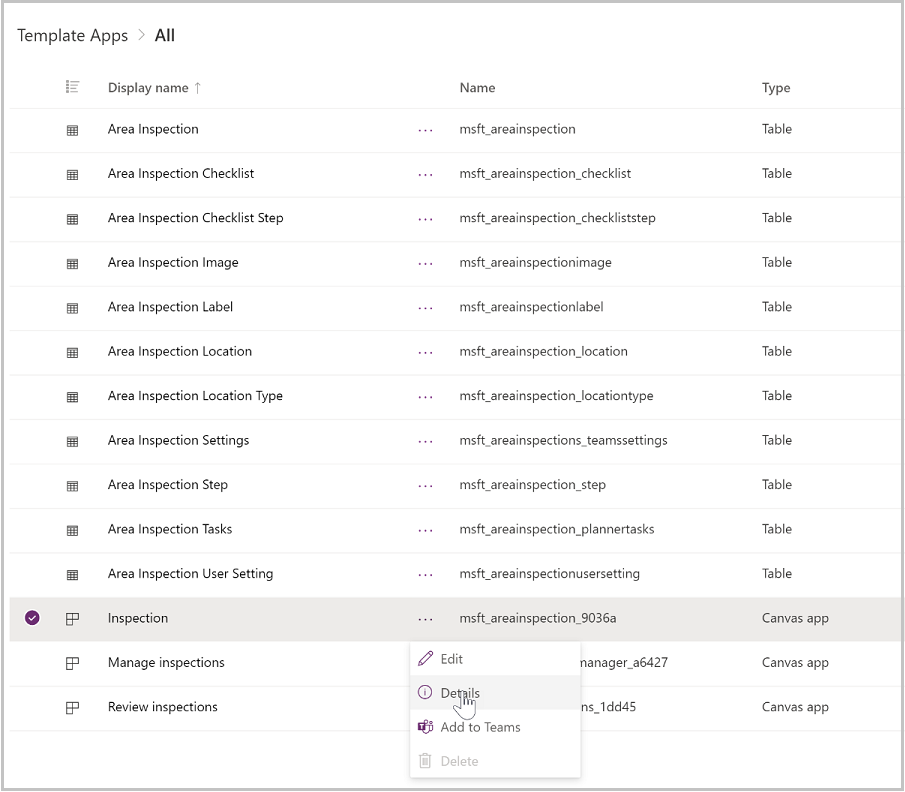 Template Apps > All
Display name ↑ Name Type
Area Inspection ... msft_areainspection Table
Area Inspection Checklist ... msft_areainspection_checklist Table
Area Inspection Checklist Step ... msft_areainspection_checkliststep Table
Area Inspection Image ... msft_areainspectionimage Table
Area Inspection Label ... msft_areainspectionlabel Table
Area Inspection Location ... msft_areainspection_location Table
Area Inspection Location Type ... msft_areainspection_locationtype Table
Area Inspection Settings ... msft_areainspections_teamssettings Table
Area Inspection Step ... msft_areainspection_step Table
Area Inspection Tasks ... msft_areainspection_plannertasks Table
Area Inspection User Setting ... msft_areainspectionusersetting Table
Inspection ... msft_areainspection_9036a Canvas app
Manage inspections manager_a6427 Canvas app
Review inspections ns_1dd45 Canvas app
Edit
Details
Add to Teams
Delete